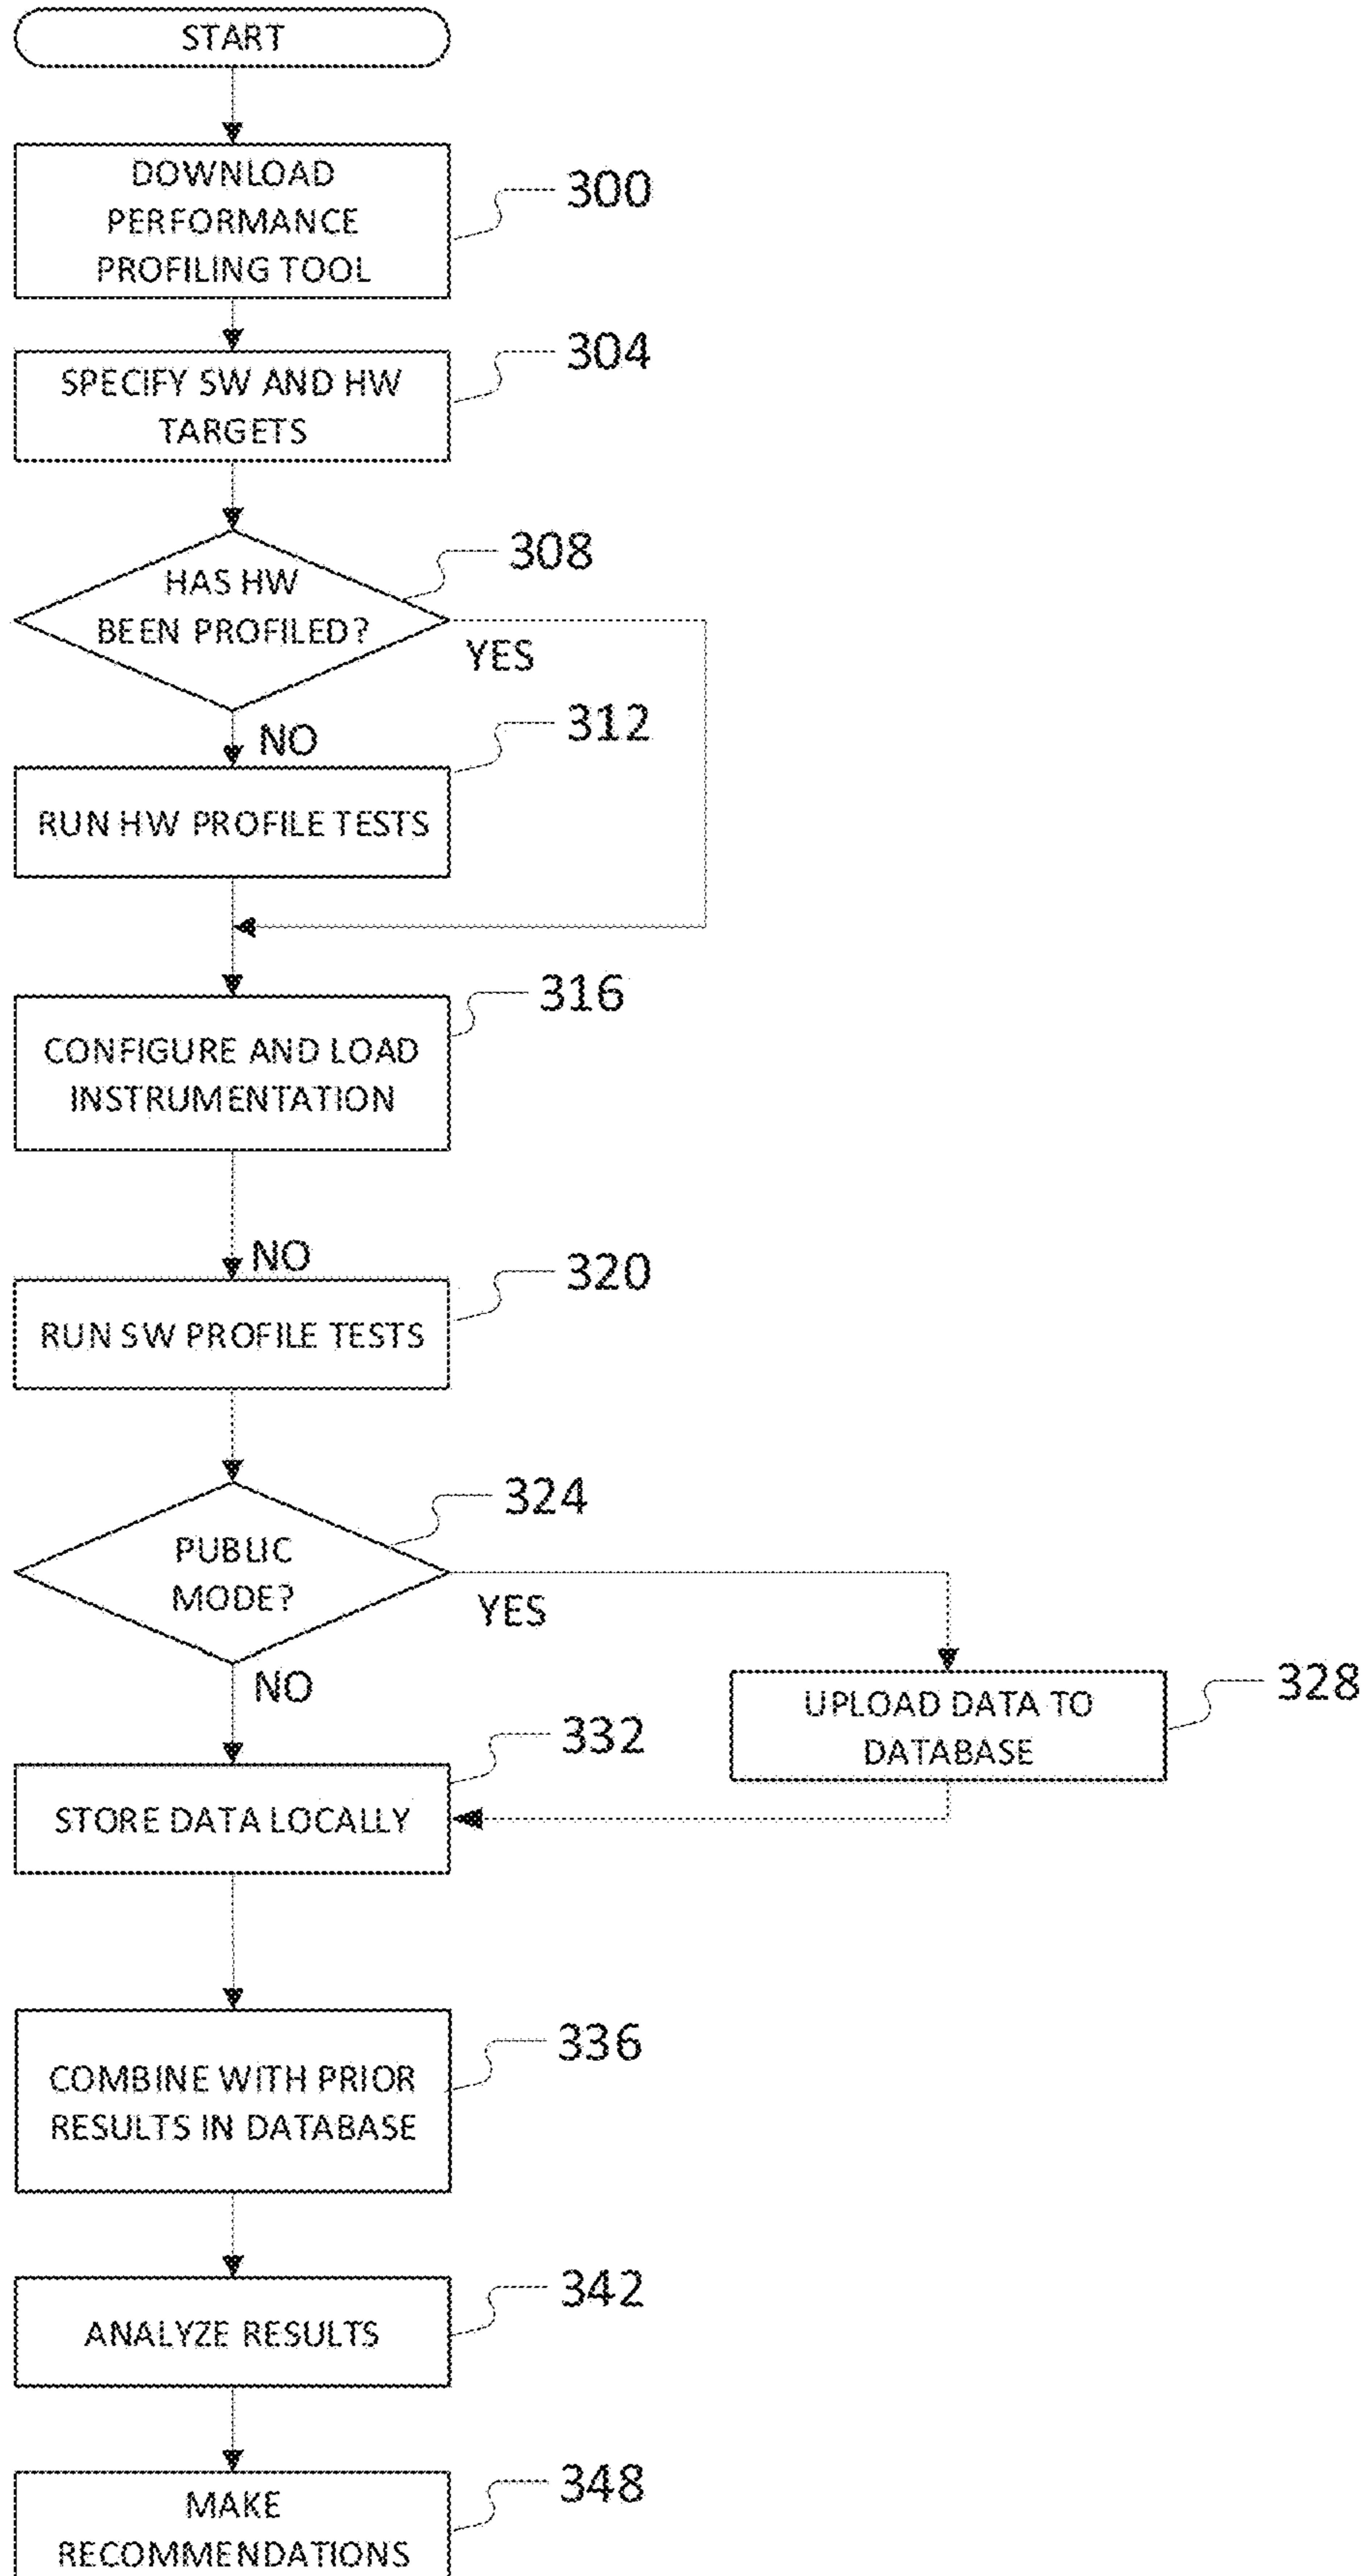 START
DOWNLOAD
PERFORMANCE
PROFILING TOOL
300
SPECIFY SW AND HW
TARGETS
304
HAS HW
BEEN PROFILED?
308
YES
NO
312
RUN HW PROFILE TESTS
316
CONFIGURE AND LOAD
INSTRUMENTATION
NO
320
RUN SW PROFILE TESTS
324
PUBLIC
MODE?
YES
NO
328
UPLOAD DATA TO
DATABASE
332
STORE DATA LOCALLY
336
COMBINE WITH PRIOR
RESULTS IN DATABASE
342
ANALYZE RESULTS
348
MAKE
RECOMMENDATIONS